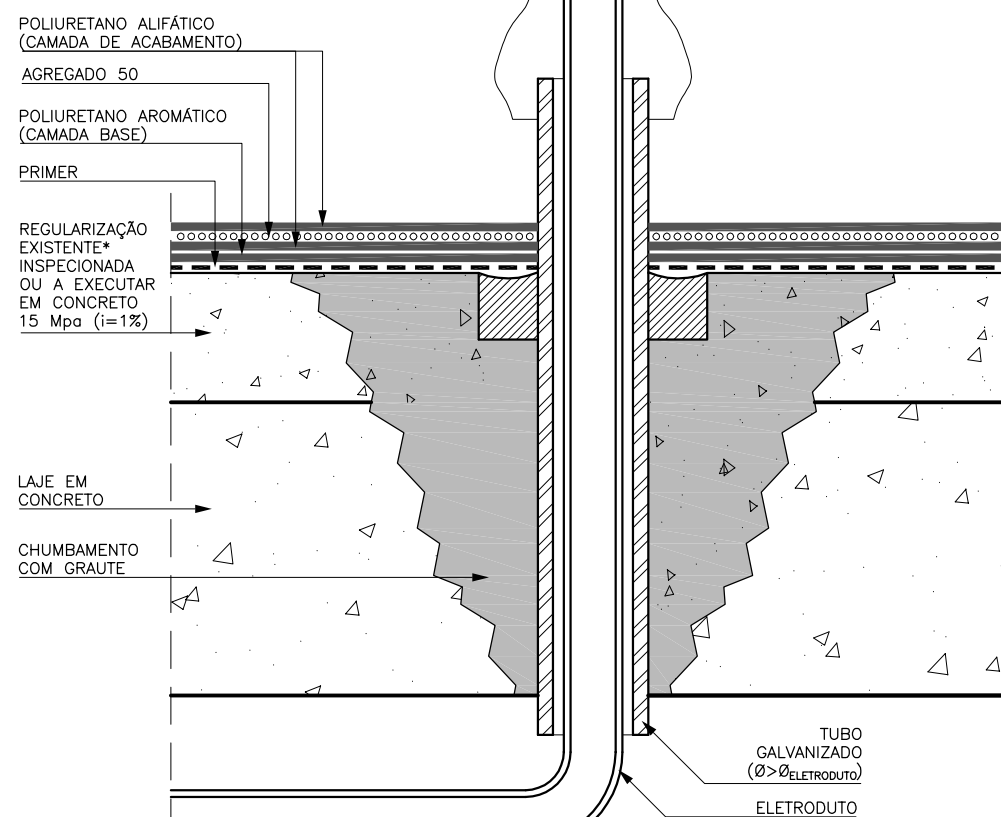 POLIURETANO ALIFÁTICO
(CAMADA DE ACABAMENTO)
AGREGADO 50
POLIURETANO AROMÁTICO
(CAMADA BASE)
PRIMER
REGULARIZAÇÃO
EXISTENTE*
INSPECIONADA
OU A EXECUTAR
EM CONCRETO
15 Mpa (i=1%)
LAJE EM
CONCRETO
CHUMBAMENTO
COM GRAUTE
TUBO
GALVANIZADO
(Ø>ØELETRODUTO)
ELETRODUTO